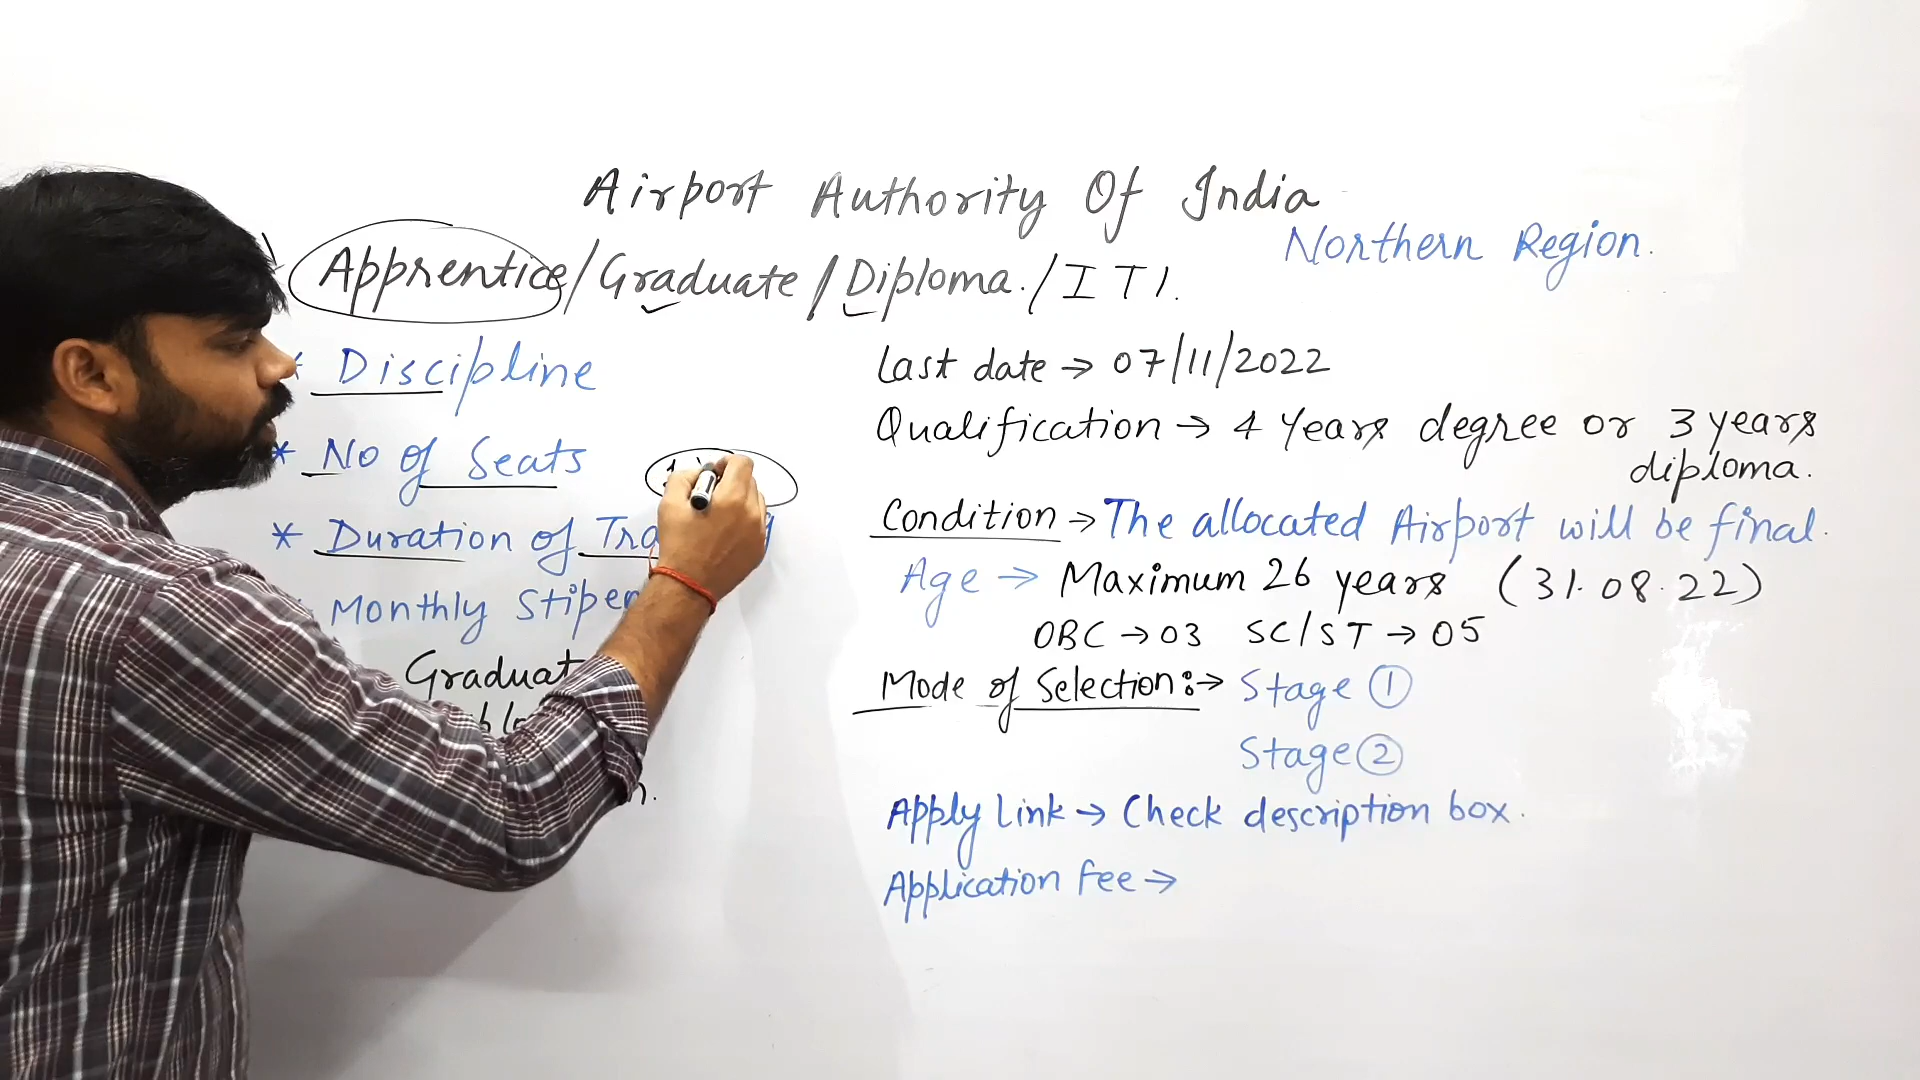 Airport Authority Of India
Northern Region.
Apprentice/Graduate/Diploma./ITI.
* Discipline
* No of Seats
* Duration of
Monthly
Last date → 07/11/2022
Qualification → 4 Years degree or 3 years
diploma.
Condition → The allocated Airport will be final.
Age → Maximum 26 years (31.08.22)
OBC → 03 SC/ST → 05
Mode of Selection:→ Stage ①
Stage ②
Apply Link → Check description box.
Application Fee →